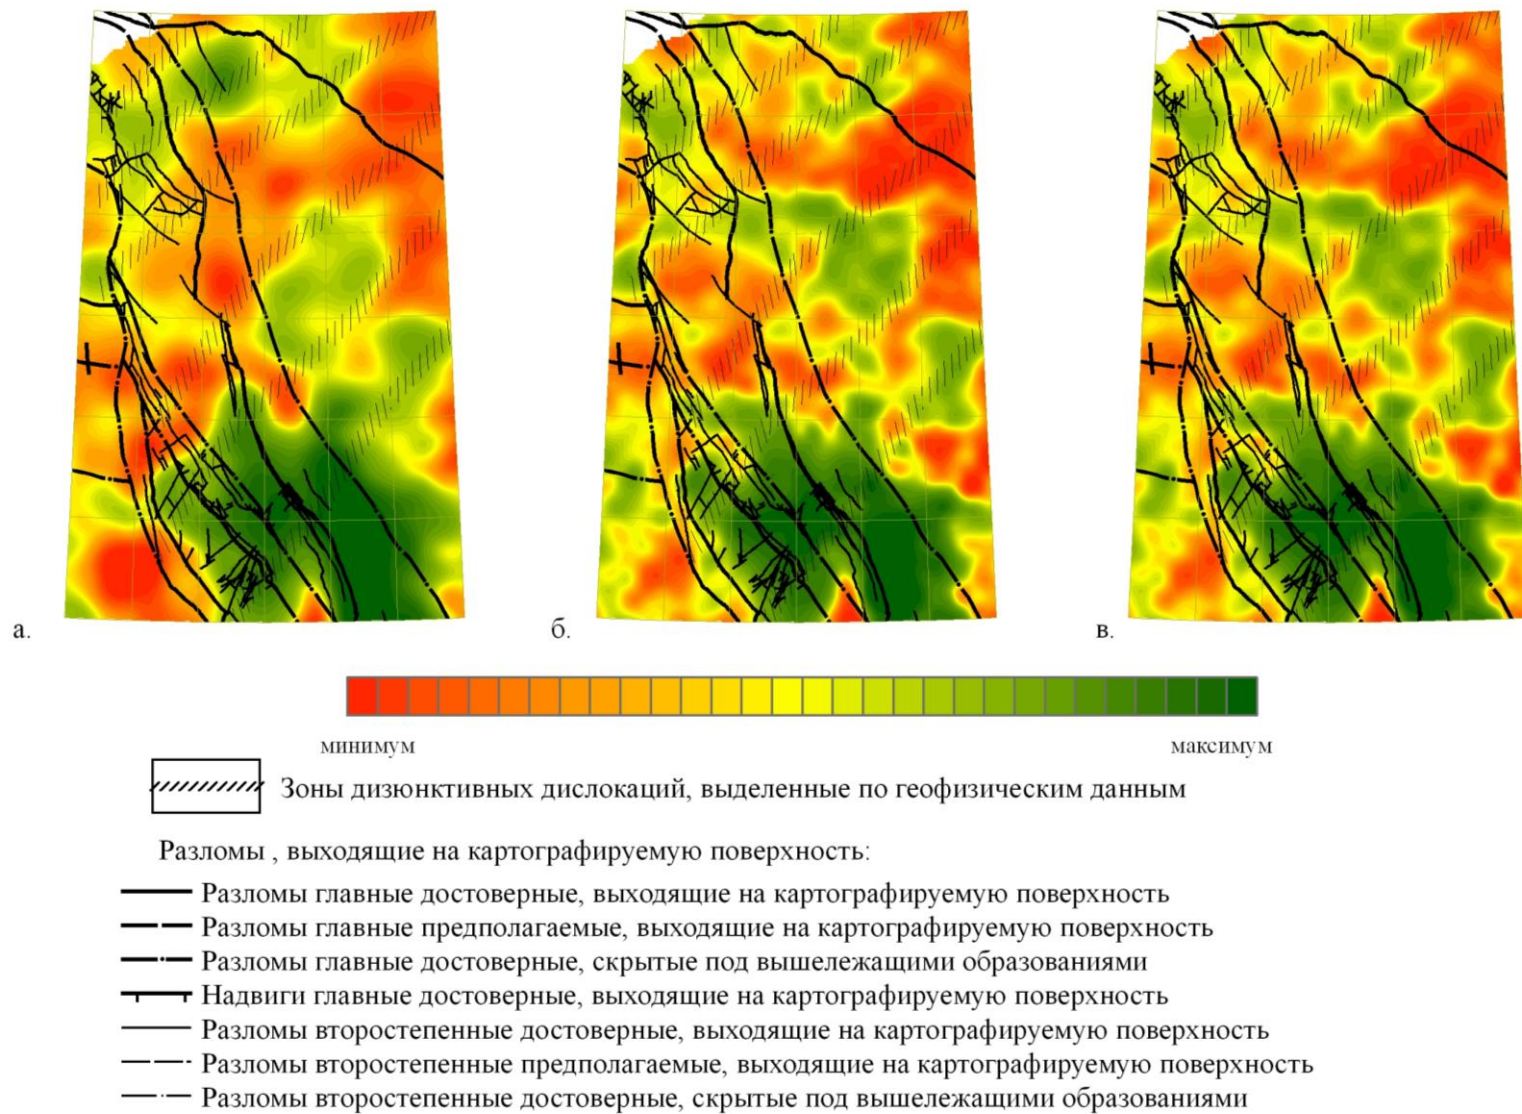 а.
б.
в.
минимум
максимум
Зоны дизюнктивных дислокаций, выделенные по геофизическим данным
Разломы , выходящие на картографируемую поверхность:
Разломы главные достоверные, выходящие на картографируемую поверхность
Разломы главные предполагаемые, выходящие на картографируемую поверхность
Разломы главные достоверные, скрытые под вышележащими образованиями
Надвиги главные достоверные, выходящие на картографируемую поверхность
Разломы второстепенные достоверные, выходящие на картографируемую поверхность
Разломы второстепенные предполагаемые, выходящие на картографируемую поверхность
Разломы второстепенные достоверные, скрытые под вышележащими образованиями